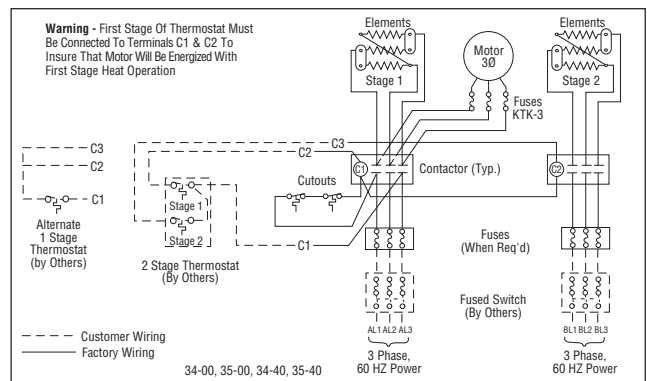 Warning - First Stage Of Thermostat Must
Be Connected To Terminals C1 & C2 To
Insure That Motor Will Be Energized With
First Stage Heat Operation
Elements
Stage 1
Motor
3Ø
Fuses
KTK-3
Elements
Stage 2
C3
C2
C1
Alternate
1 Stage
Thermostat
(by Others)
C3
C2
Stage 1
Stage 2
C1
2 Stage Thermostat
(By Others)
Cutouts
C1
Contactor (Typ.)
C2
Fuses
(When Req'd)
Fused Switch
(By Others)
AL1 AL2 AL3
BL1 BL2 BL3
3 Phase,
60 HZ Power
3 Phase,
60 HZ Power
Customer Wiring
Factory Wiring
34-00, 35-00, 34-40, 35-40